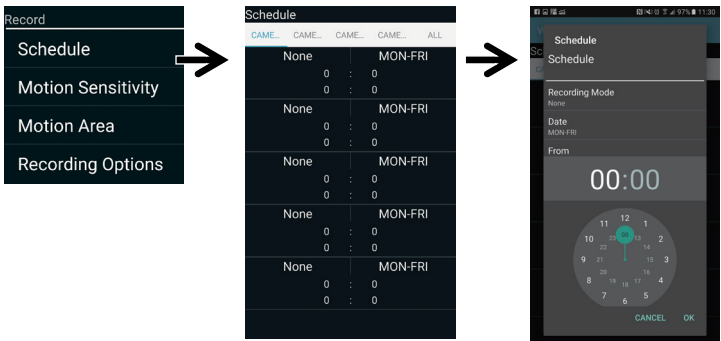 Record
Schedule
Motion Sensitivity
Motion Area
Recording Options
Schedule
CAME... CAME... CAME... CAME... ALL
None MON-FRI
0 : 0
0 : 0
None MON-FRI
0 : 0
0 : 0
None MON-FRI
0 : 0
0 : 0
None MON-FRI
0 : 0
0 : 0
None MON-FRI
0 : 0
0 : 0
97% 11:30
Schedule
Schedule
Recording Mode
None
Date
MON-FRI
From
00:00
12
11 1
23 00 13
10 2
22 14
9 21 15 3
20 16
8 19 18 17 4
7 5
6
CANCEL OK